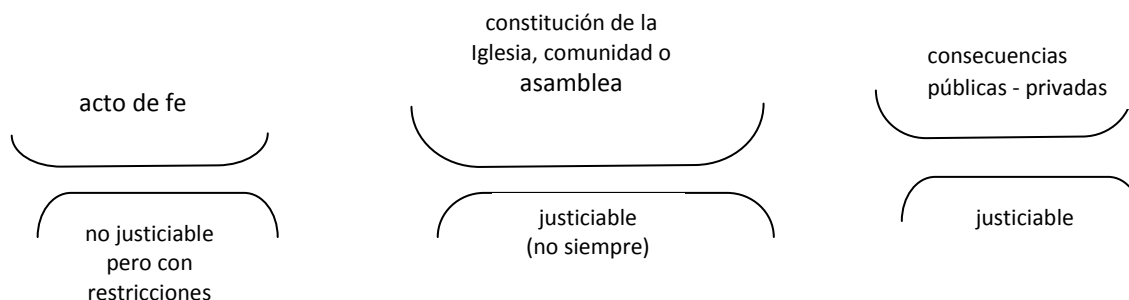 acto de fe
constitución de la
Iglesia, comunidad o
asamblea
consecuencias
públicas - privadas
no justiciable
pero con
restricciones
justiciable
(no siempre)
justiciable